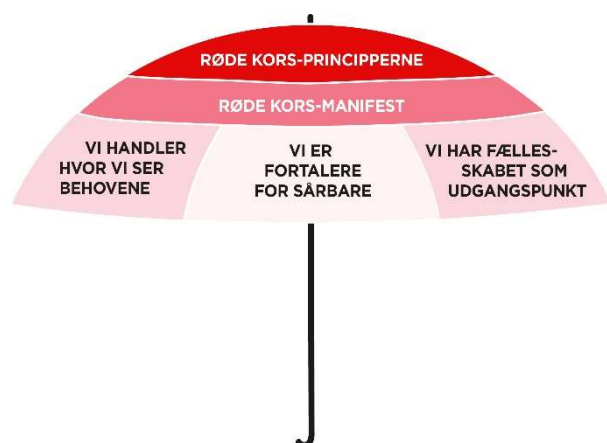 RØDE KORS-PRINCIPPERNE
RØDE KORS-MANIFEST
VI HANDLER
HVOR VI SER
BEHOVENE
VI ER
FORTALERE
FOR SÅRBARE
VI HAR FÆLLES-
SKABET SOM
UDGANGSPUNKT